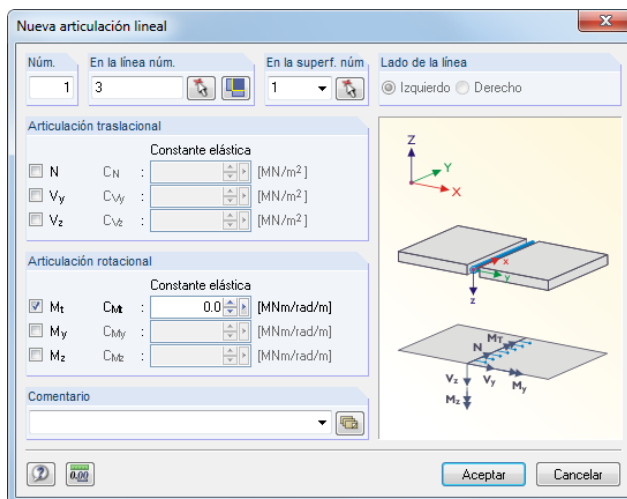 Nueva articulación lineal
Núm.
1
En la línea núm.
3
En la superf. núm
1
Lado de la línea
Izquierdo Derecho
Articulación traslacional
Constante elástica
N CN : [MN/m²]
Vy CVy : [MN/m²]
Vz CVz : [MN/m²]
Articulación rotacional
Constante elástica
Mt CMt : 0.0 [MNm/rad/m]
My CMy : [MNm/rad/m]
Mz CMz : [MNm/rad/m]
Comentario
Z
Y
X
x
y
z
MT
N
Vz Vy My
Mz
0.00
Aceptar Cancelar